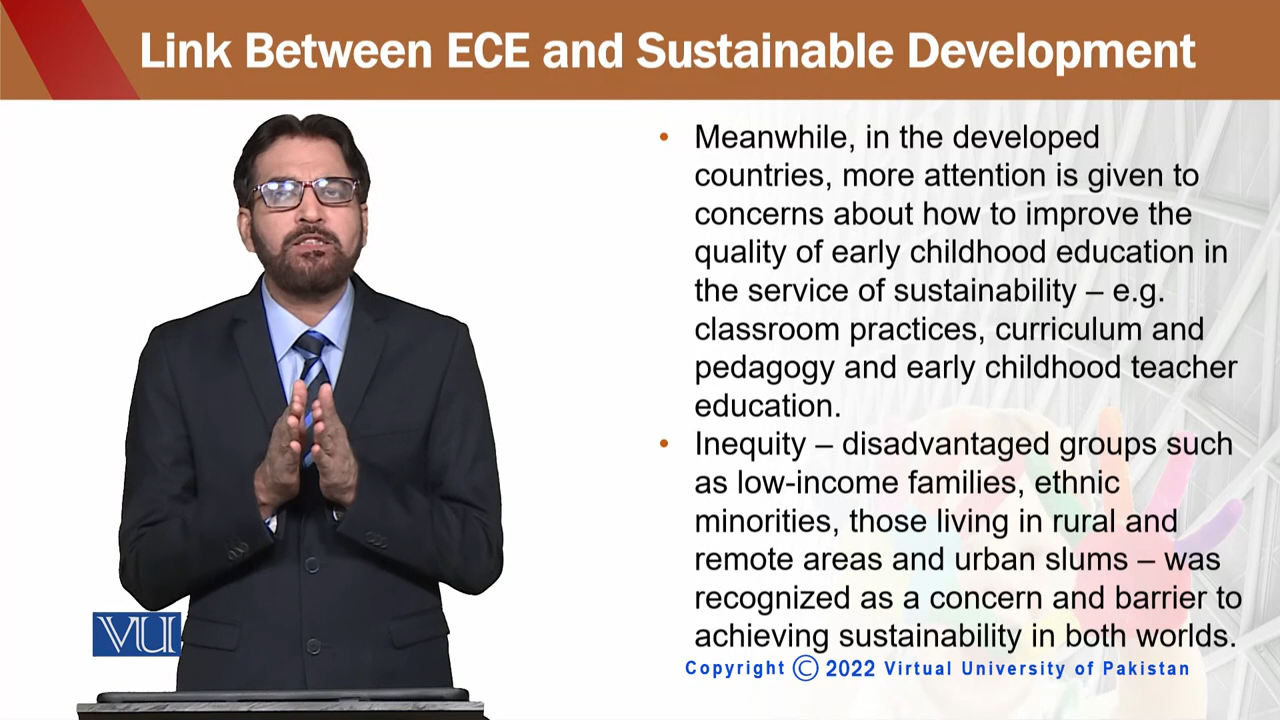 Link Between ECE and Sustainable Development
• Meanwhile, in the developed
countries, more attention is given to
concerns about how to improve the
quality of early childhood education in
the service of sustainability – e.g.
classroom practices, curriculum and
pedagogy and early childhood teacher
education.
• Inequity – disadvantaged groups such
as low-income families, ethnic
minorities, those living in rural and
remote areas and urban slums – was
recognized as a concern and barrier to
achieving sustainability in both worlds.
VU
Copyright © 2022 Virtual University of Pakistan